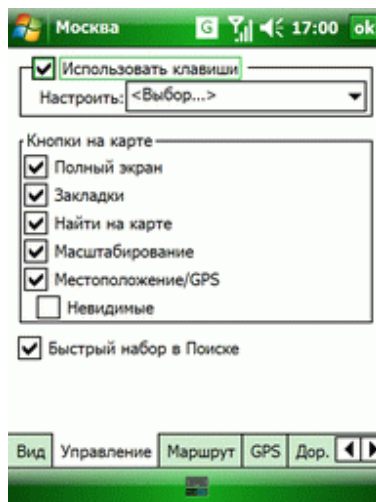 Москва G 17:00 ok
Использовать клавиши
Настроить: <Выбор...>
Кнопки на карте
Полный экран
Закладки
Найти на карте
Масштабирование
Местоположение/GPS
Невидимые
Быстрый набор в Поиске
Вид Управление Маршрут GPS Дор.